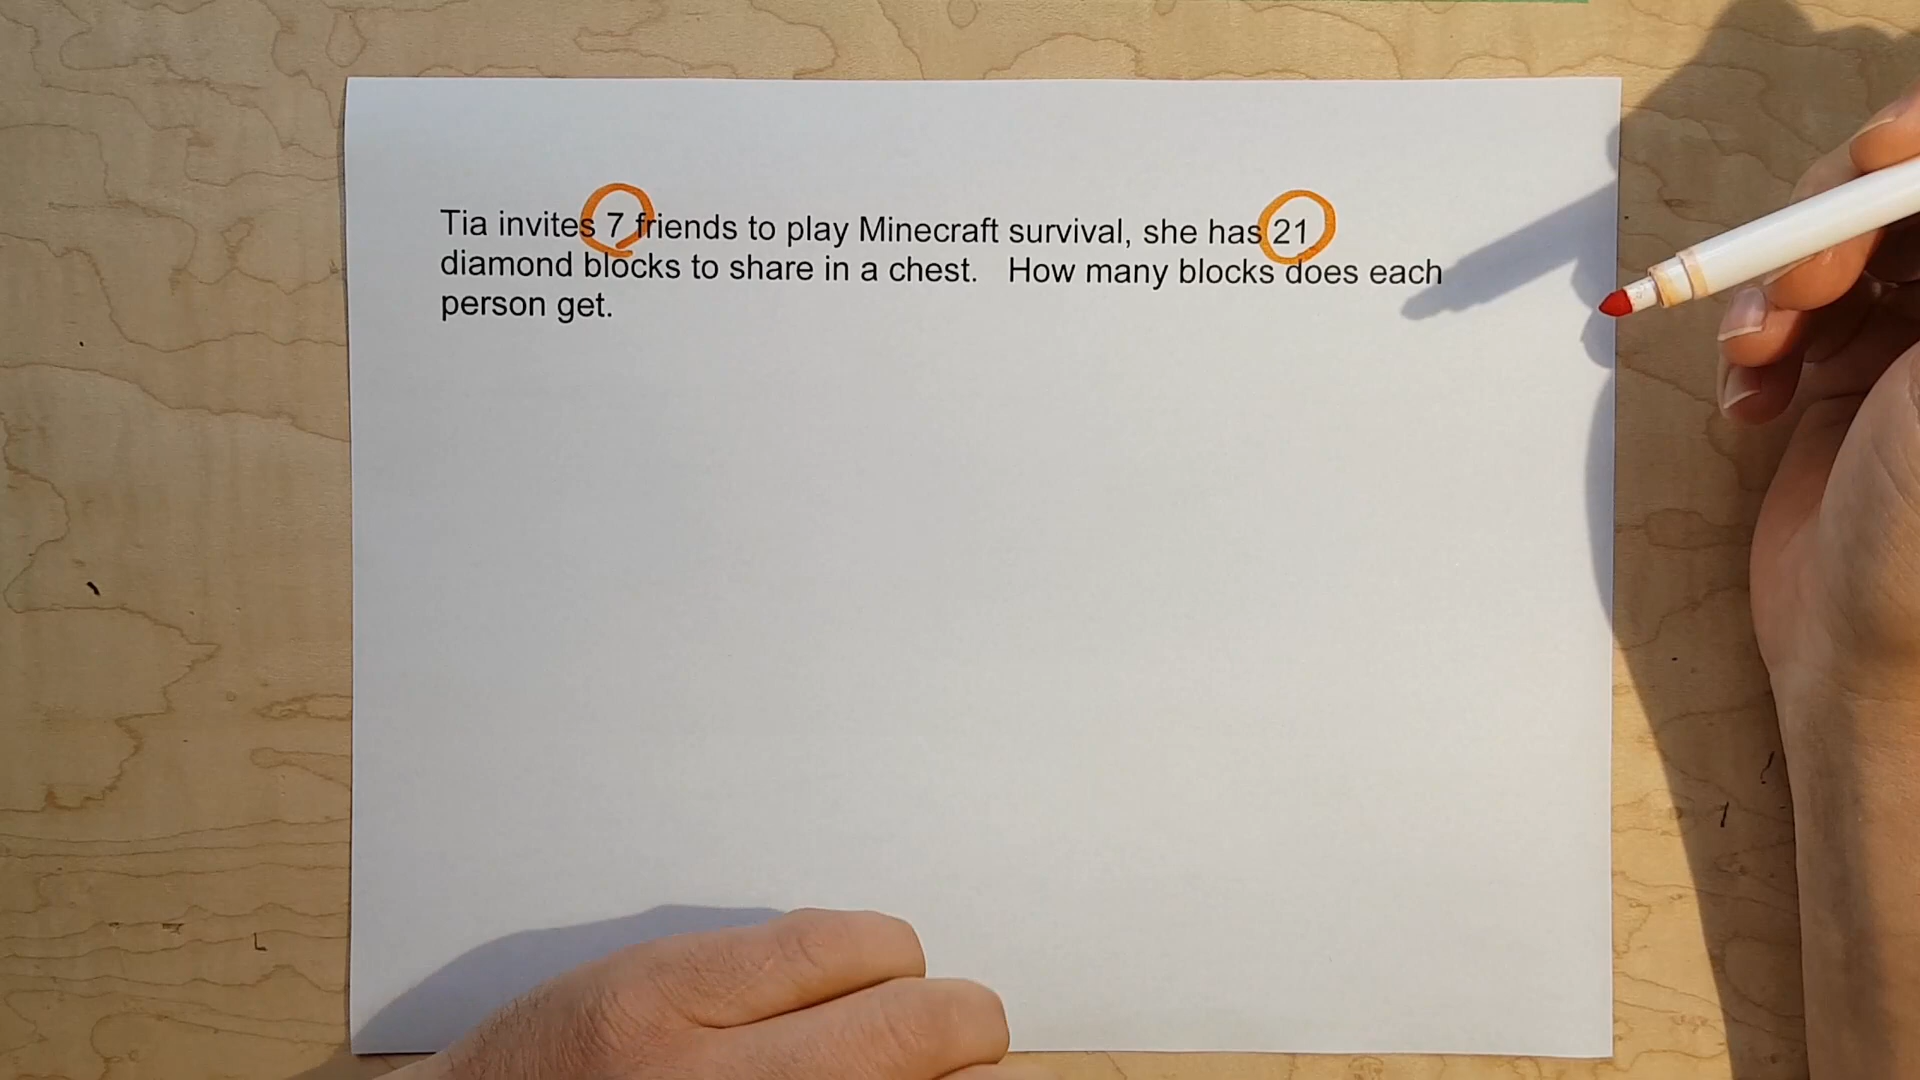 Tia invites 7 friends to play Minecraft survival, she has 21
diamond blocks to share in a chest.   How many blocks does each
person get.